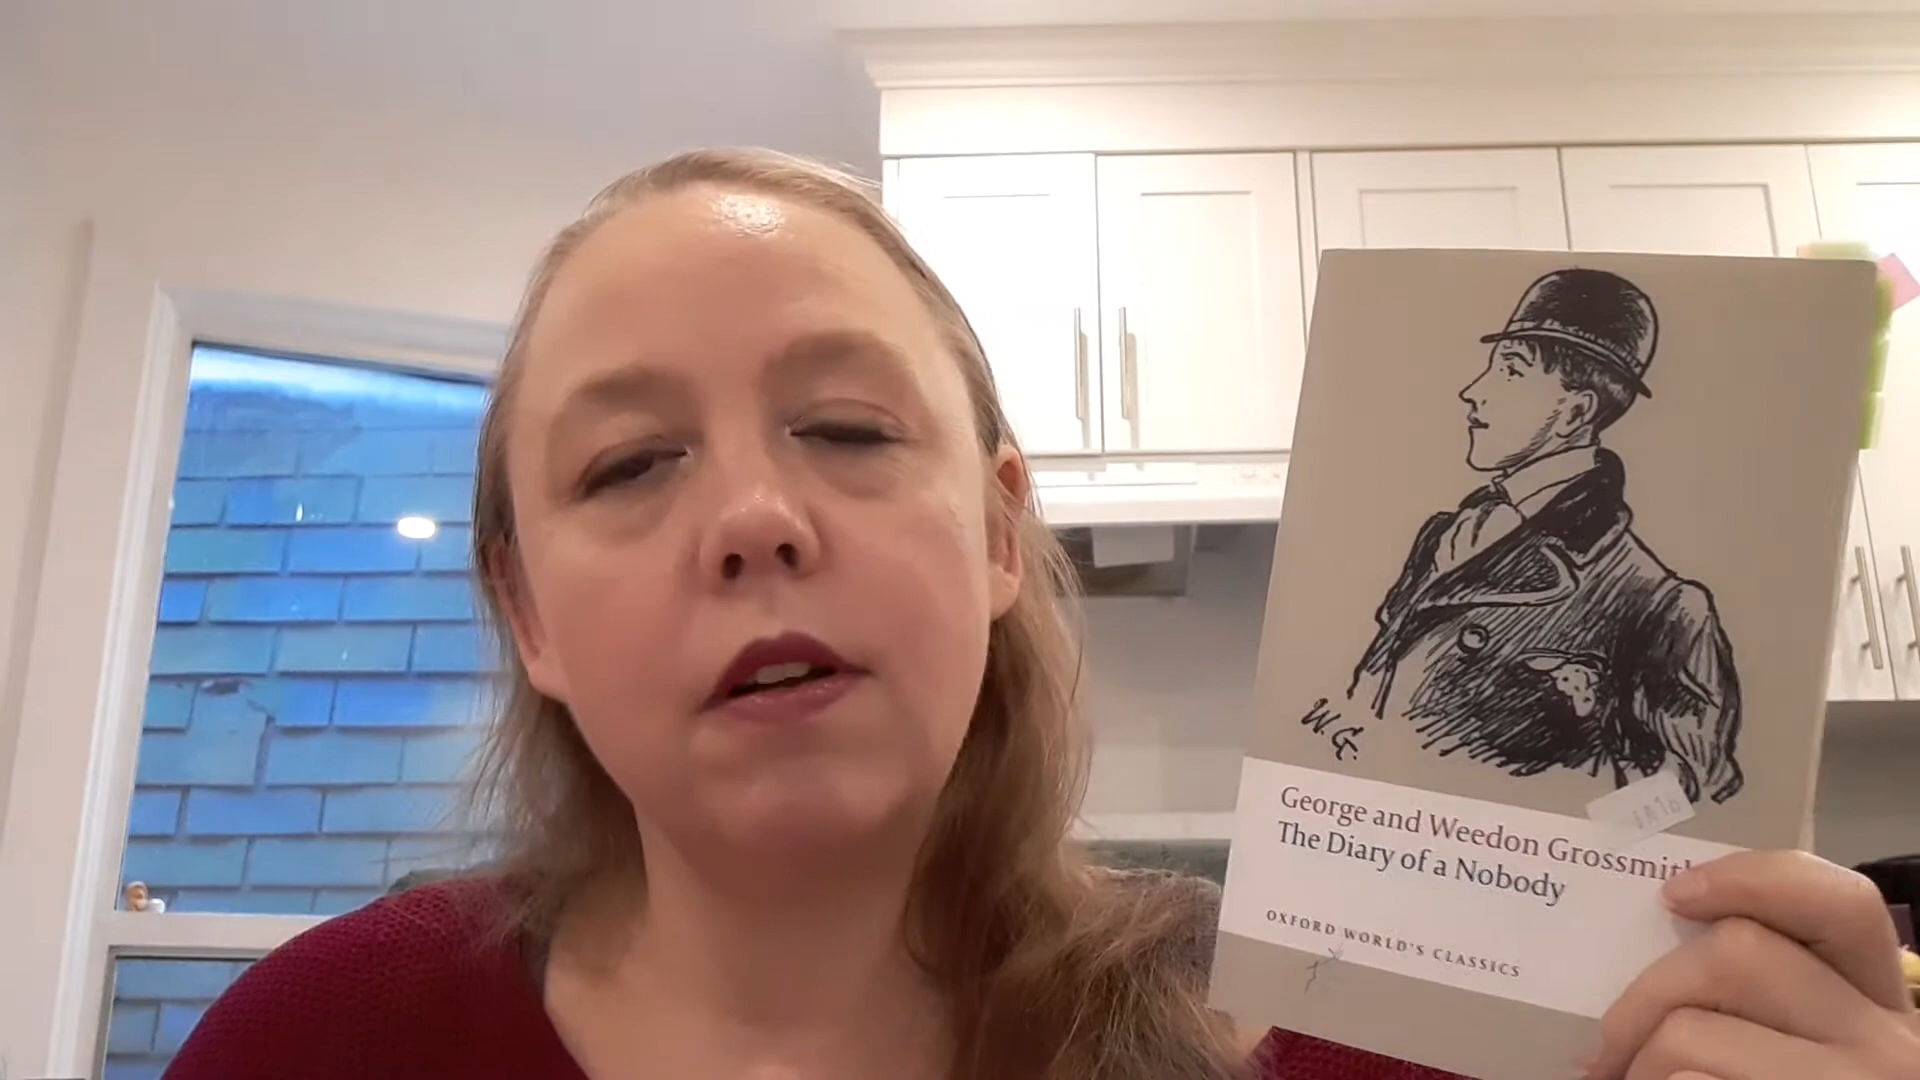 W.G.
George and Weedon Grossmith
The Diary of a Nobody
OXFORD WORLD'S CLASSICS